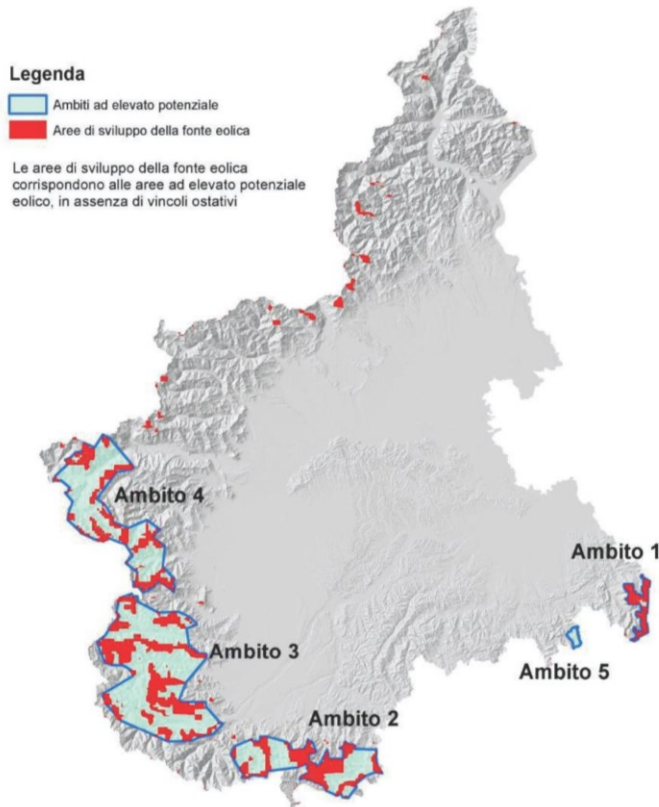 Legenda
Ambiti ad elevato potenziale
Aree di sviluppo della fonte eolica
Le aree di sviluppo della fonte eolica
corrispondono alle aree ad elevato potenziale
eolico, in assenza di vincoli ostativi
Ambito 4
Ambito 1
Ambito 3
Ambito 5
Ambito 2